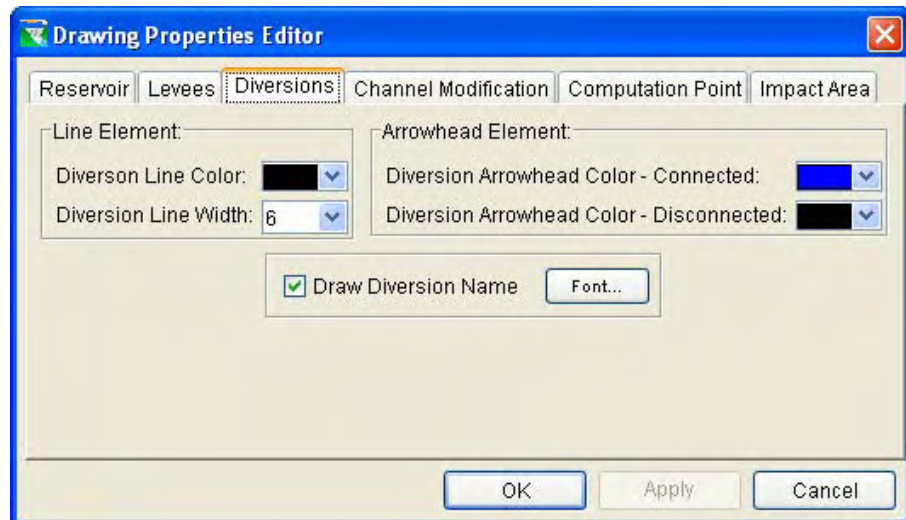 Drawing Properties Editor
Reservoir Levees Diversions Channel Modification Computation Point Impact Area
Line Element:
Diverson Line Color:
Diversion Line Width: 6
Arrowhead Element:
Diversion Arrowhead Color - Connected:
Diversion Arrowhead Color - Disconnected:
Draw Diversion Name Font...
OK Apply Cancel